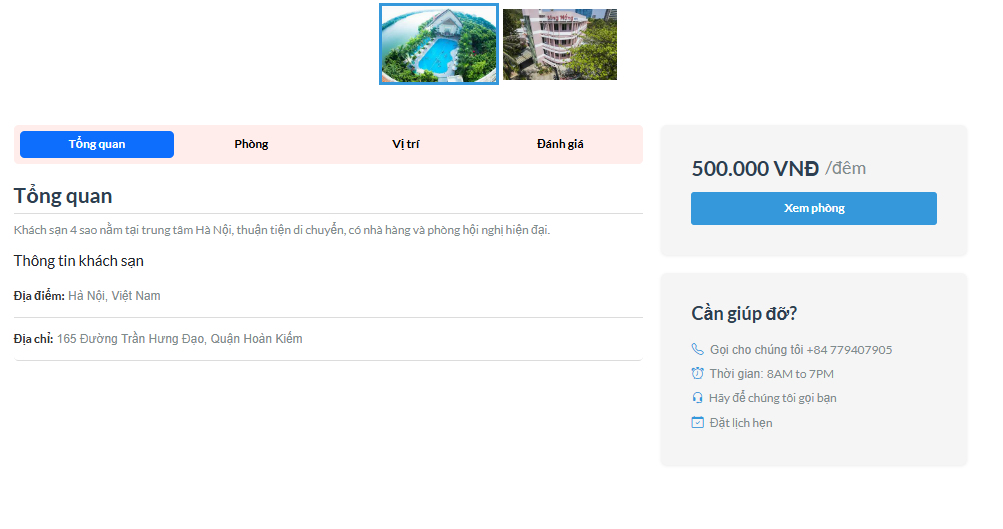 Tổng quan
Phòng
Vị trí
Đánh giá
Tổng quan
Khách sạn 4 sao nằm tại trung tâm Hà Nội, thuận tiện di chuyển, có nhà hàng và phòng hội nghị hiện đại.
Thông tin khách sạn
Địa điểm: Hà Nội, Việt Nam
Địa chỉ: 165 Đường Trần Hưng Đạo, Quận Hoàn Kiếm
500.000 VNĐ /đêm
Xem phòng
Cần giúp đỡ?
Gọi cho chúng tôi +84 779407905
Thời gian: 8AM to 7PM
Hãy để chúng tôi gọi bạn
Đặt lịch hẹn